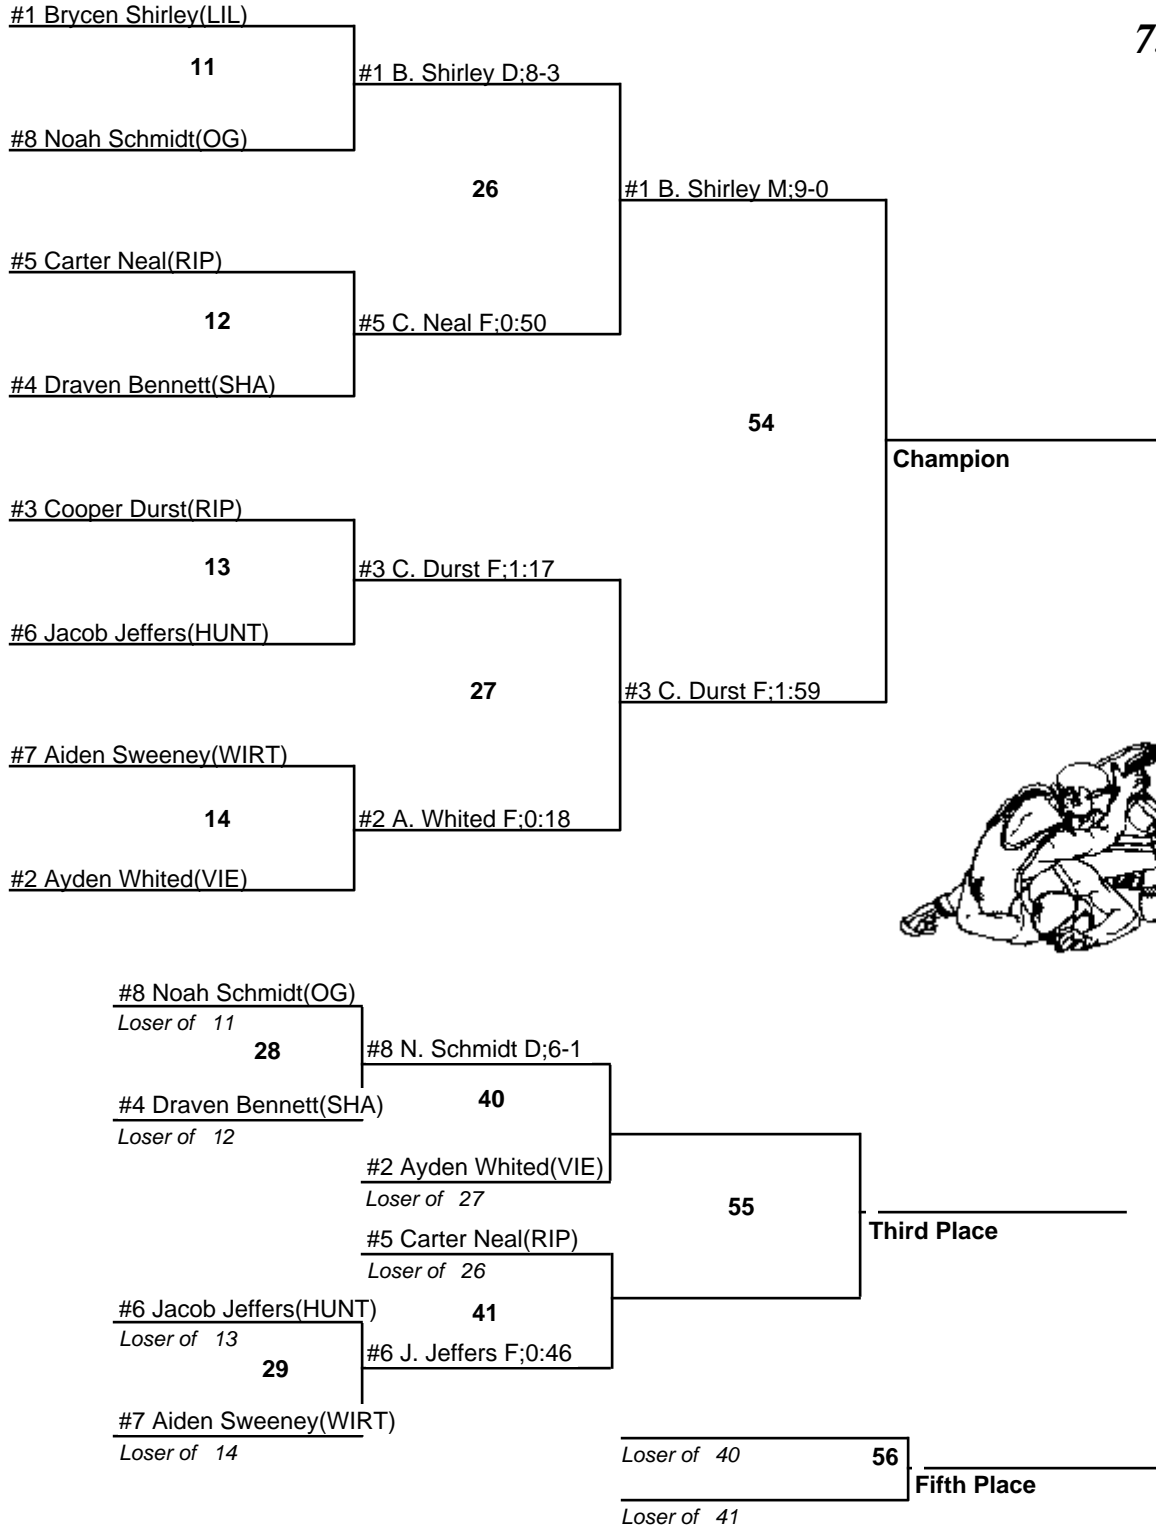 #1 Brycen Shirley(LIL)
7
11
#1 B. Shirley D;8-3
#8 Noah Schmidt(OG)
26
#1 B. Shirley M;9-0
#5 Carter Neal(RIP)
12
#5 C. Neal F;0:50
#4 Draven Bennett(SHA)
54
Champion
#3 Cooper Durst(RIP)
13
#3 C. Durst F;1:17
#6 Jacob Jeffers(HUNT)
27
#3 C. Durst F;1:59
#7 Aiden Sweeney(WIRT)
14
#2 A. Whited F;0:18
#2 Ayden Whited(VIE)
#8 Noah Schmidt(OG)
Loser of 11
28
#8 N. Schmidt D;6-1
40
#4 Draven Bennett(SHA)
Loser of 12
#2 Ayden Whited(VIE)
Loser of 27
55
Third Place
#5 Carter Neal(RIP)
Loser of 26
#6 Jacob Jeffers(HUNT)
41
Loser of 13
29
#6 J. Jeffers F;0:46
#7 Aiden Sweeney(WIRT)
Loser of 14
Loser of 40
56
Fifth Place
Loser of 41